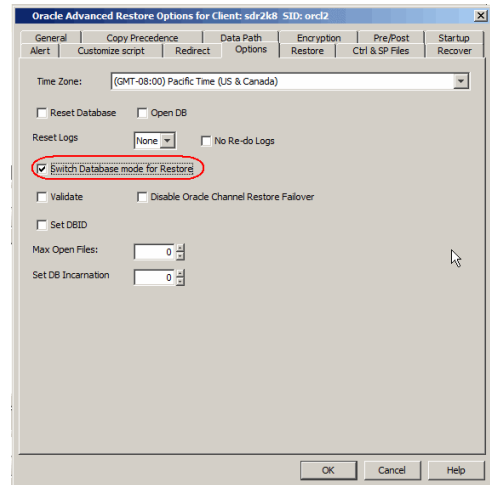 Oracle Advanced Restore Options for Client: sdr2k8 SID: orcl2
General Copy Precedence Data Path Encryption Pre/Post Startup
Alert Customize script Redirect Options Restore Ctrl & SP Files Recover
Time Zone: (GMT-08:00) Pacific Time (US & Canada)
Reset Database Open DB
Reset Logs None No Re-do Logs
Switch Database mode for Restore
Validate Disable Oracle Channel Restore Failover
Set DBID
Max Open Files: 0
Set DB Incarnation 0
OK Cancel Help